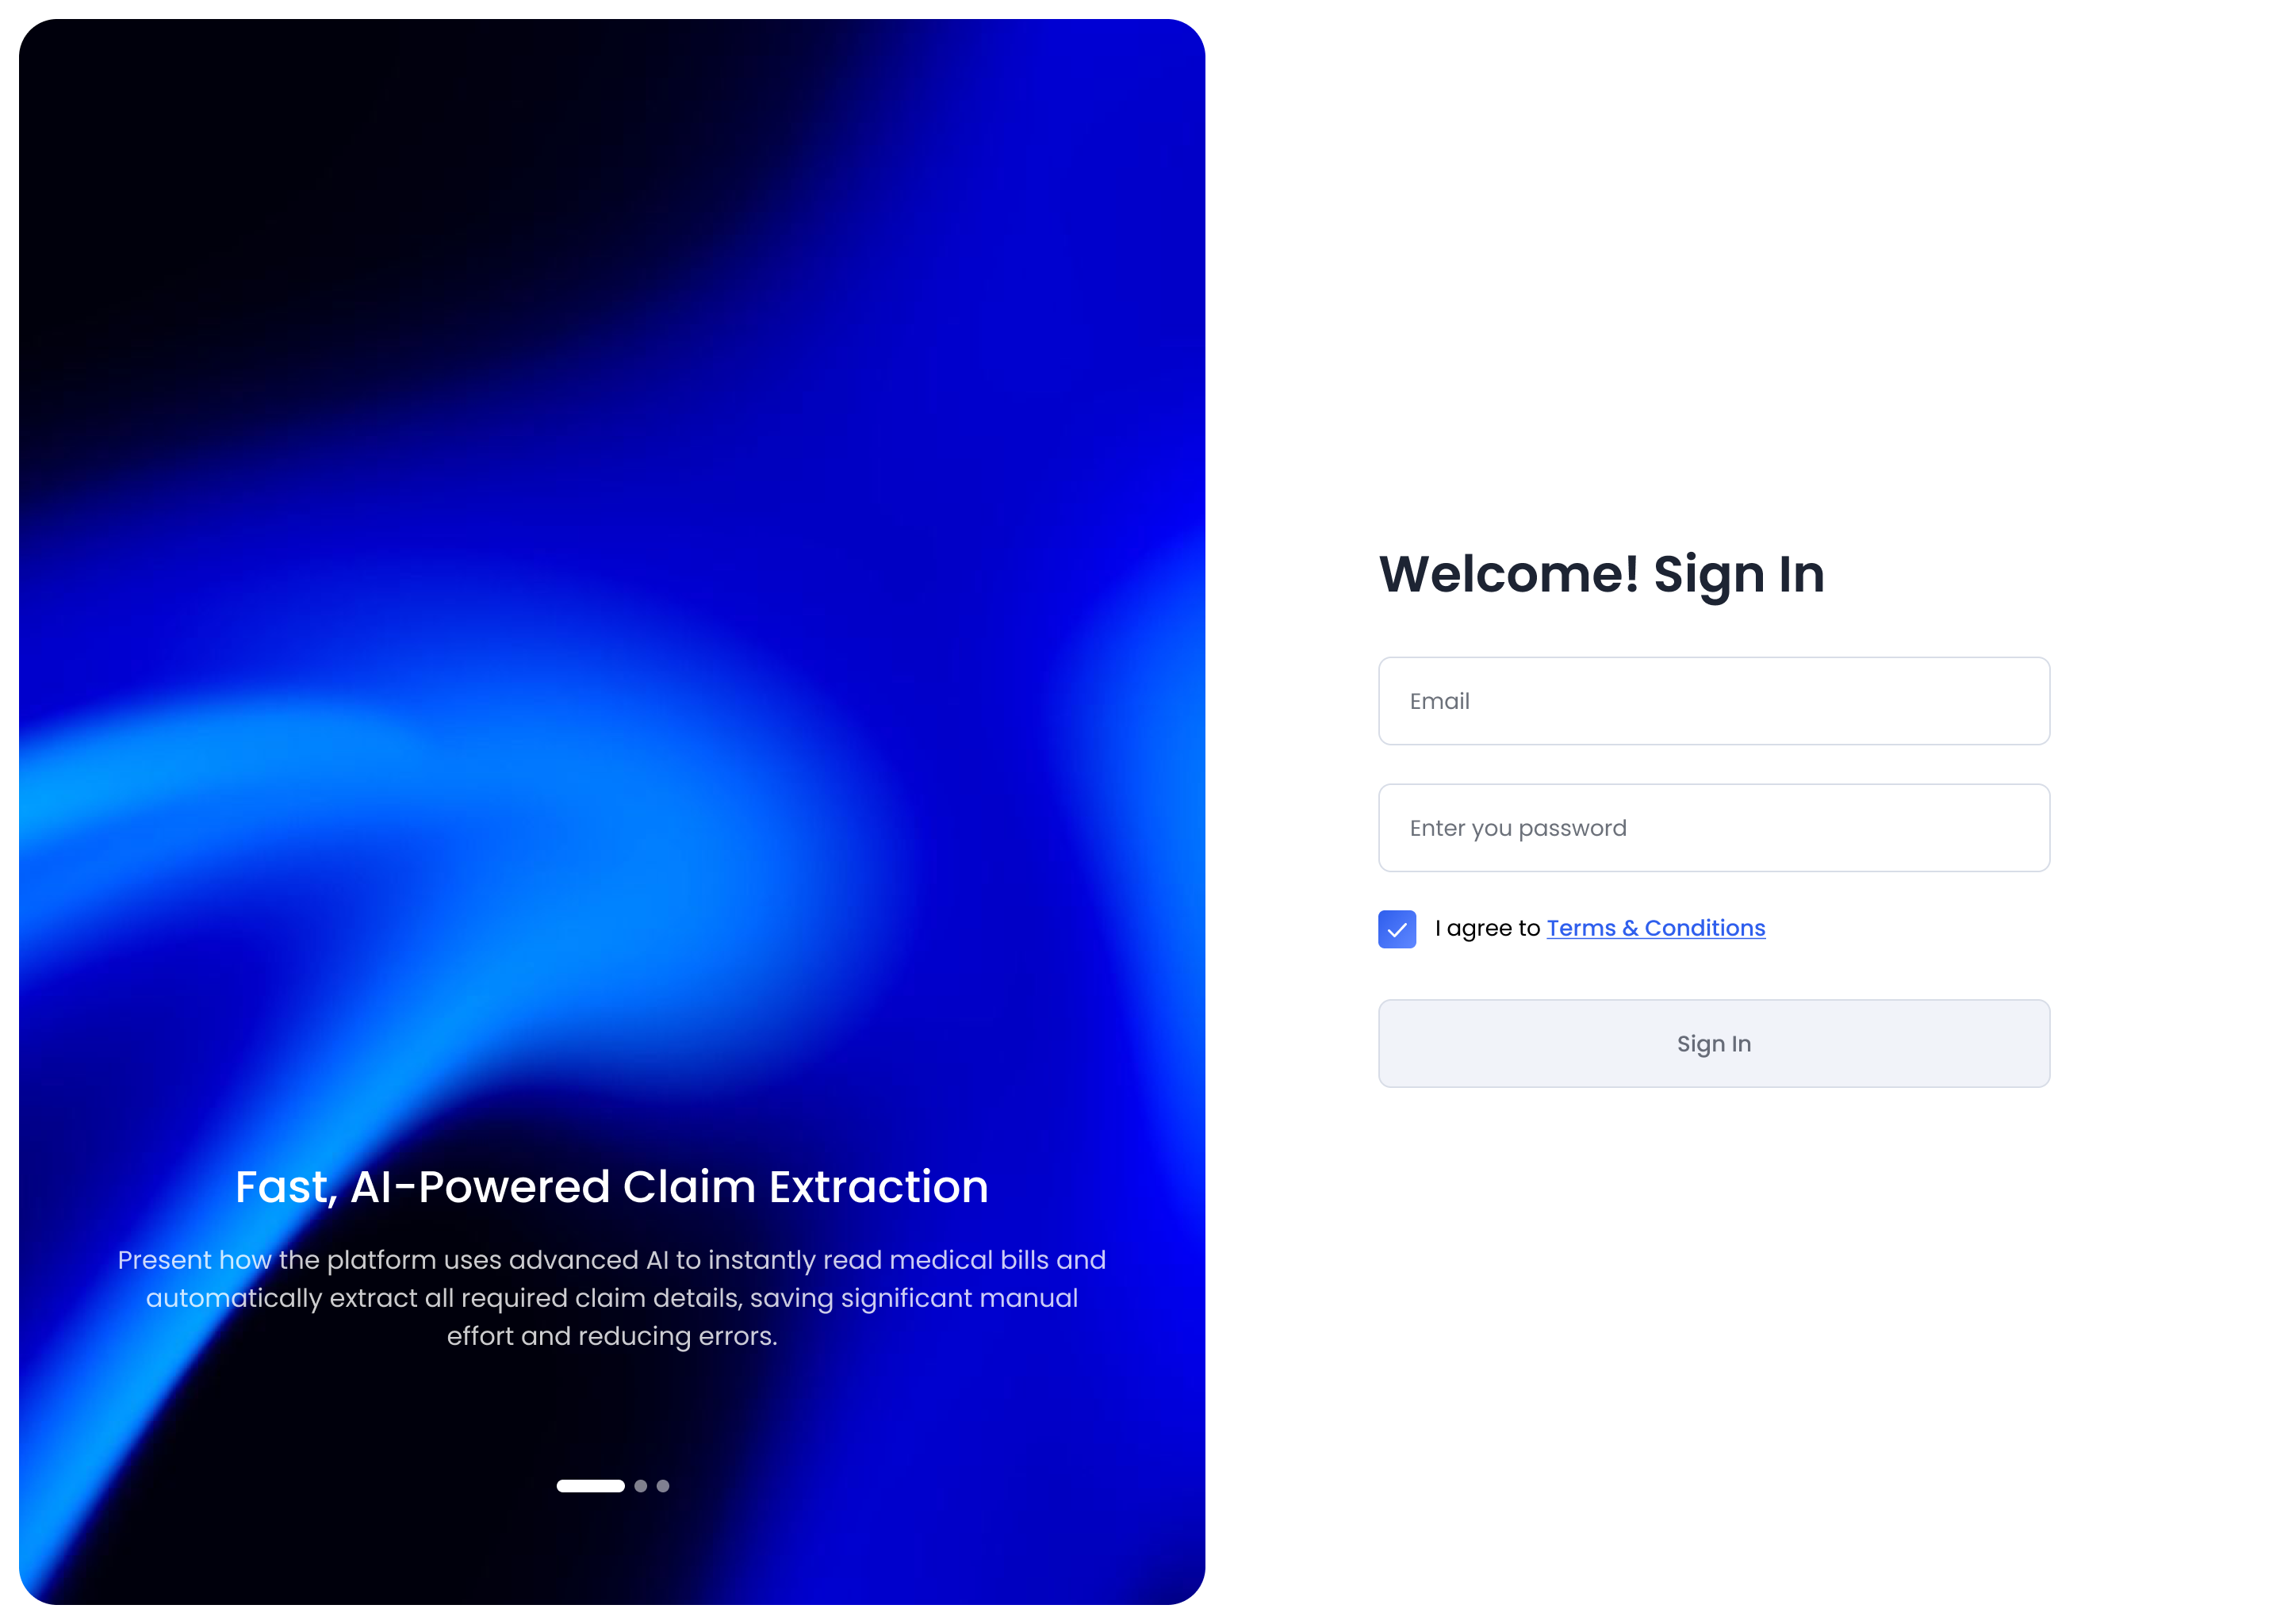 Fast, AI-Powered Claim Extraction
Present how the platform uses advanced AI to instantly read medical bills and
automatically extract all required claim details, saving significant manual
effort and reducing errors.
Welcome! Sign In
Email
Enter you password
I agree to Terms & Conditions
Sign In